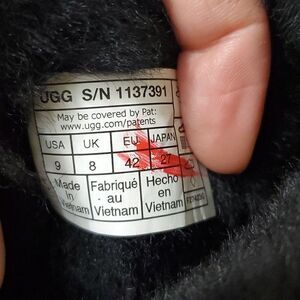 UGG S/N 1137391
May be covered by Pat:
www.ugg.com/patents
USA UK EU JAPAN
9 8 42 27
Made in Vietnam
Fabriqué au Vietnam
Hecho en Vietnam